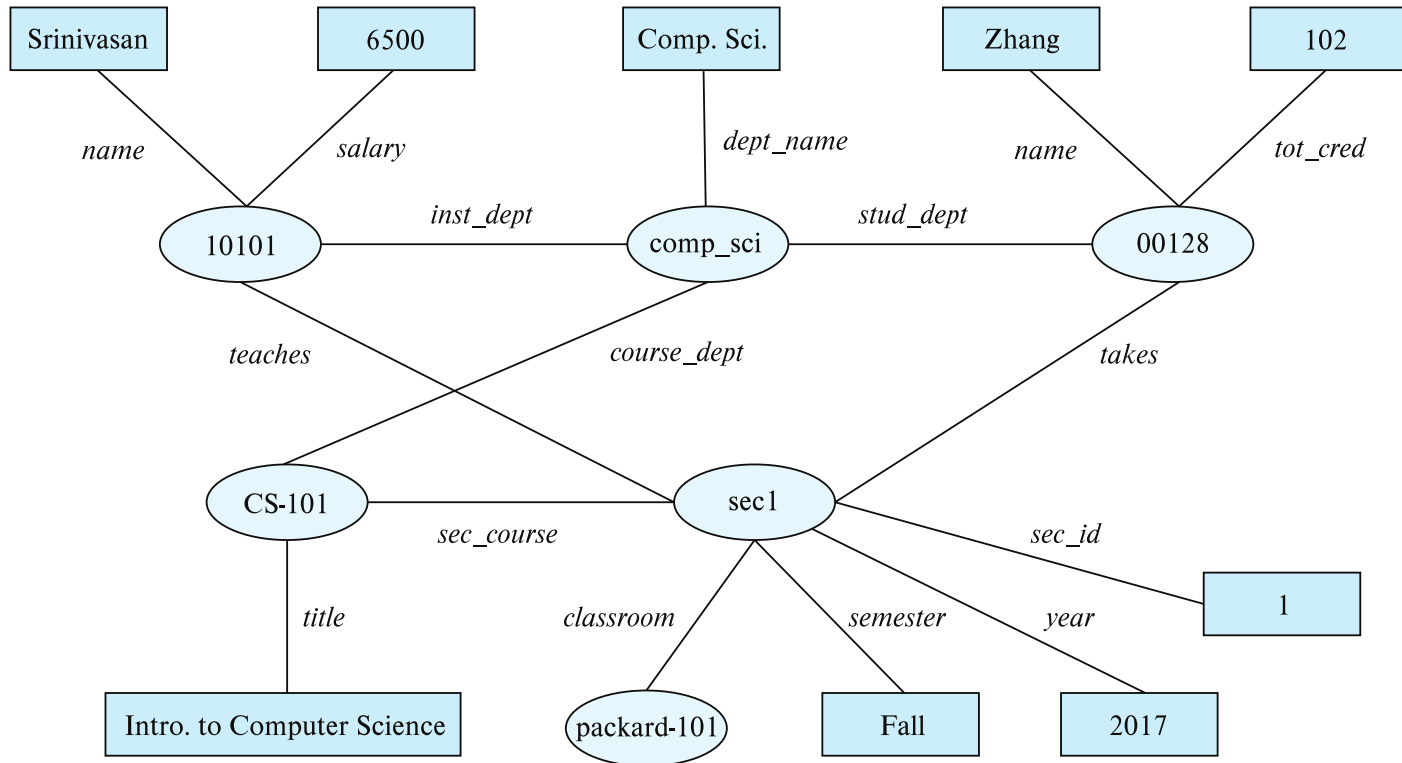 Srinivasan
6500
Comp. Sci.
Zhang
102
name
salary
dept_name
name
tot_cred
inst_dept
stud_dept
10101
comp_sci
00128
teaches
course_dept
takes
CS-101
sec1
sec_course
sec_id
title
classroom
semester
year
1
Intro. to Computer Science
packard-101
Fall
2017